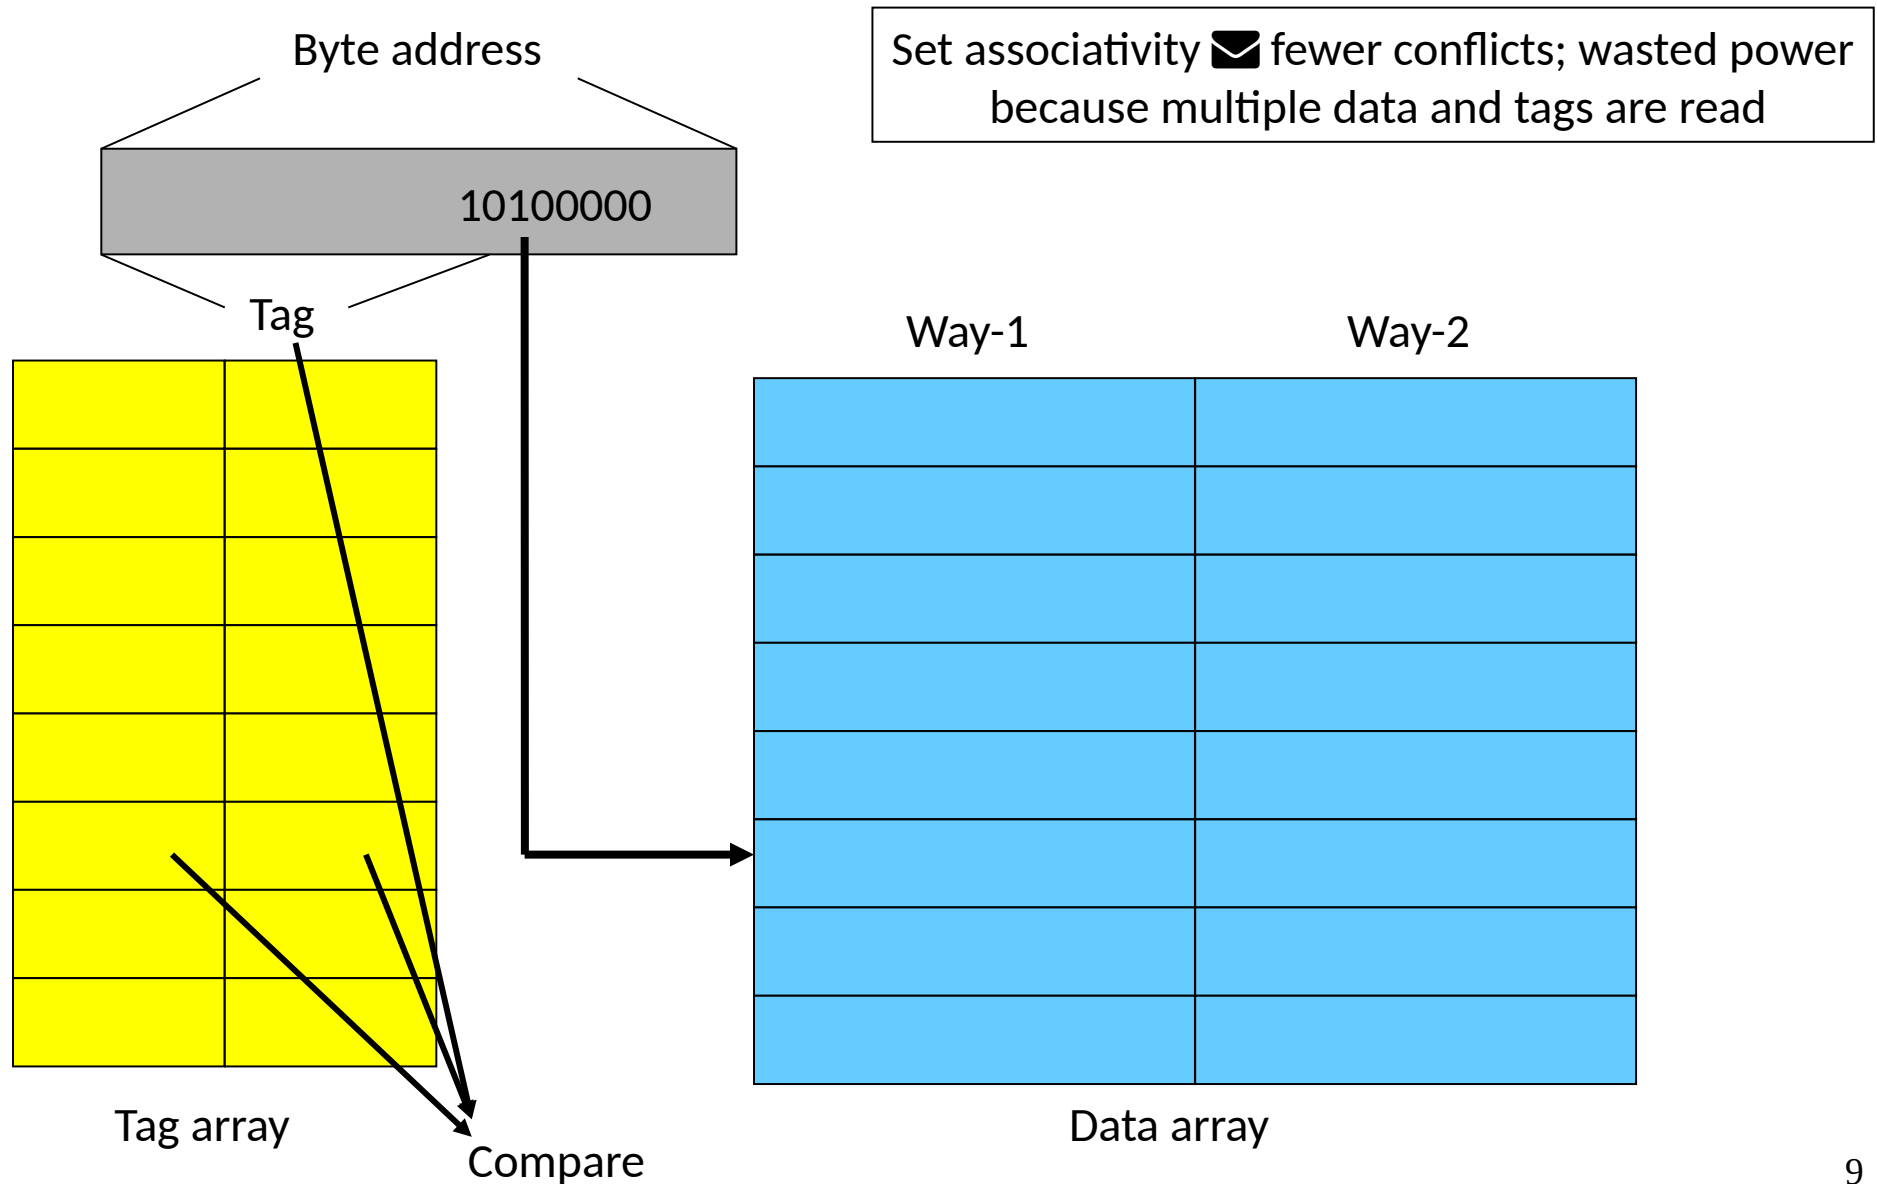 Byte address
Set associativity ✉ fewer conflicts; wasted power
because multiple data and tags are read
10100000
Tag
Way-1
Way-2
Tag array
Data array
Compare
9